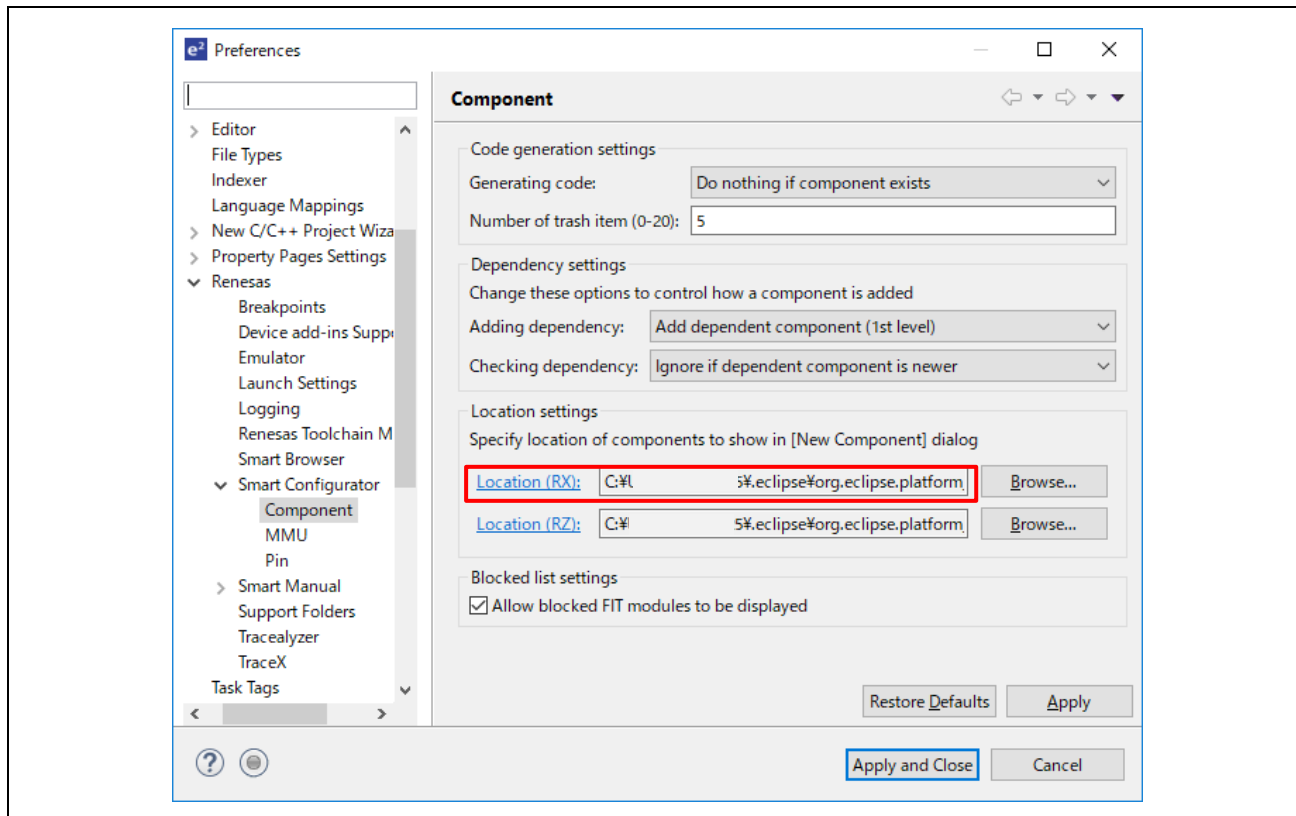 e² Preferences
Editor
File Types
Indexer
Language Mappings
New C/C++ Project Wiza
Property Pages Settings
Renesas
Breakpoints
Device add-ins Suppo
Emulator
Launch Settings
Logging
Renesas Toolchain M
Smart Browser
Smart Configurator
Component
MMU
Pin
Smart Manual
Support Folders
Tracealyzer
TraceX
Task Tags
Component
Code generation settings
Generating code: Do nothing if component exists
Number of trash item (0-20): 5
Dependency settings
Change these options to control how a component is added
Adding dependency: Add dependent component (1st level)
Checking dependency: Ignore if dependent component is newer
Location settings
Specify location of components to show in [New Component] dialog
Location (RX): C:¥ ¥.eclipse¥org.eclipse.platform_ Browse...
Location (RZ): C:¥ 5¥.eclipse¥org.eclipse.platform_ Browse...
Blocked list settings
Allow blocked FIT modules to be displayed
Restore Defaults Apply
? Apply and Close Cancel